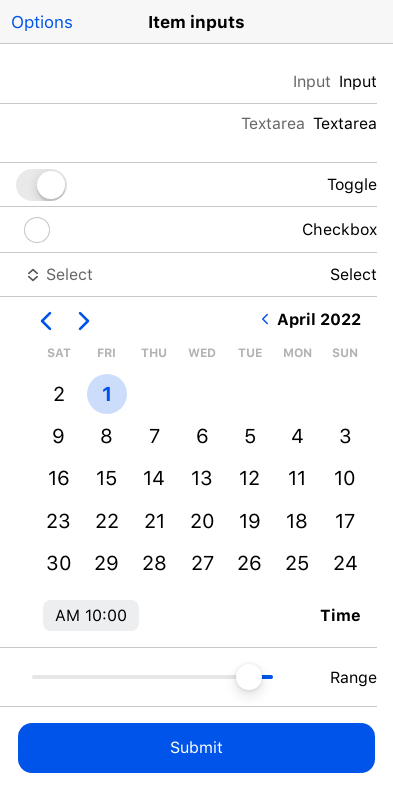 Options Item inputs
Input Input
Textarea Textarea
Toggle
Checkbox
Select Select
April 2022
SAT FRI THU WED TUE MON SUN
2 1
9 8 7 6 5 4 3
16 15 14 13 12 11 10
23 22 21 20 19 18 17
30 29 28 27 26 25 24
AM 10:00 Time
Range
Submit